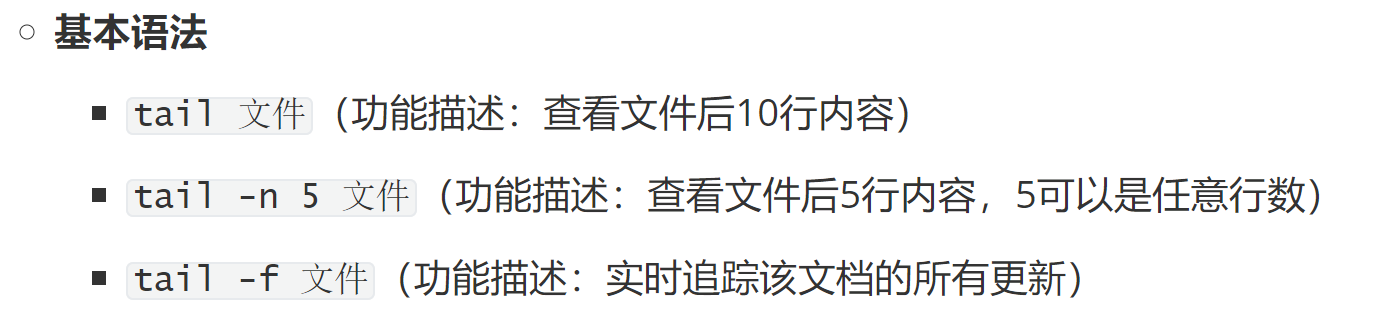 基本语法
tail 文件（功能描述：查看文件后10行内容）
tail -n 5 文件（功能描述：查看文件后5行内容，5可以是任意行数）
tail -f 文件（功能描述：实时追踪该文档的所有更新）